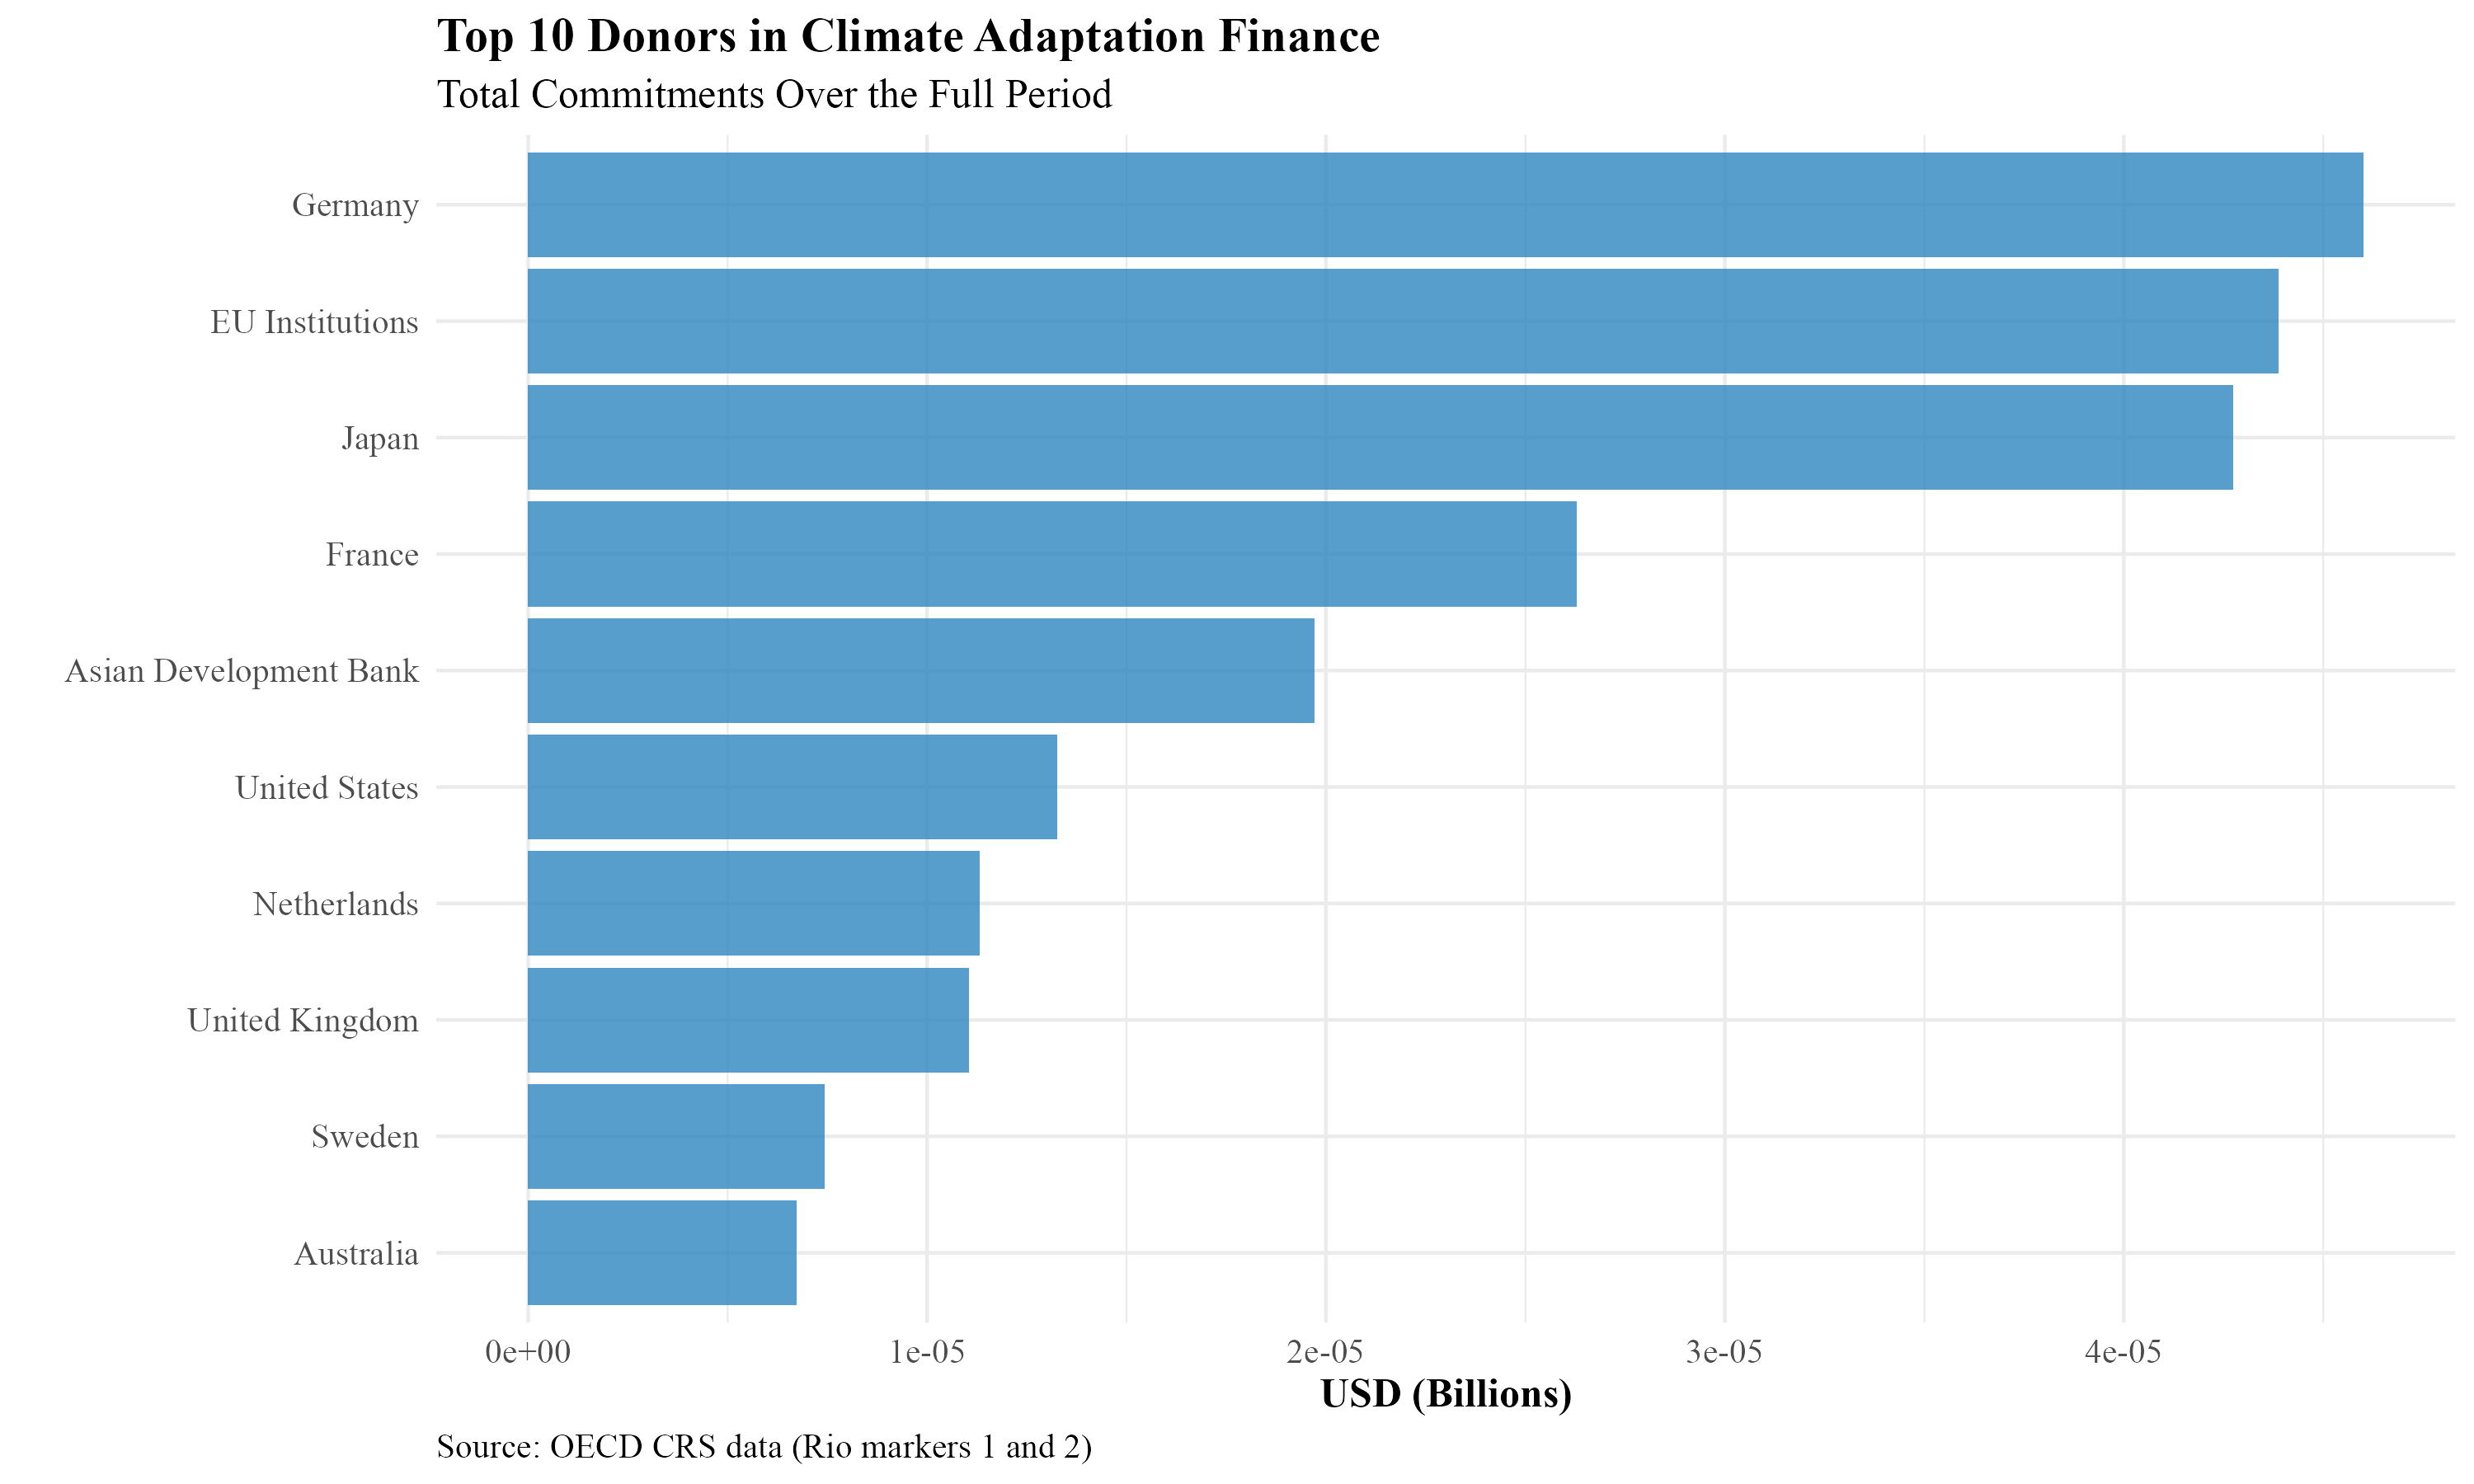 Top 10 Donors in Climate Adaptation Finance
Total Commitments Over the Full Period
Germany
EU Institutions
Japan
France
Asian Development Bank
United States
Netherlands
United Kingdom
Sweden
Australia
0e+00 1e-05 2e-05 3e-05 4e-05
USD (Billions)
Source: OECD CRS data (Rio markers 1 and 2)